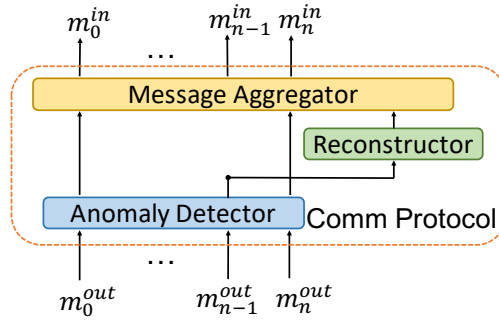 m_0^{in} ... m_{n-1}^{in} m_n^{in}
Message Aggregator
Reconstructor
Anomaly Detector
Comm Protocol
...
m_0^{out} m_{n-1}^{out} m_n^{out}